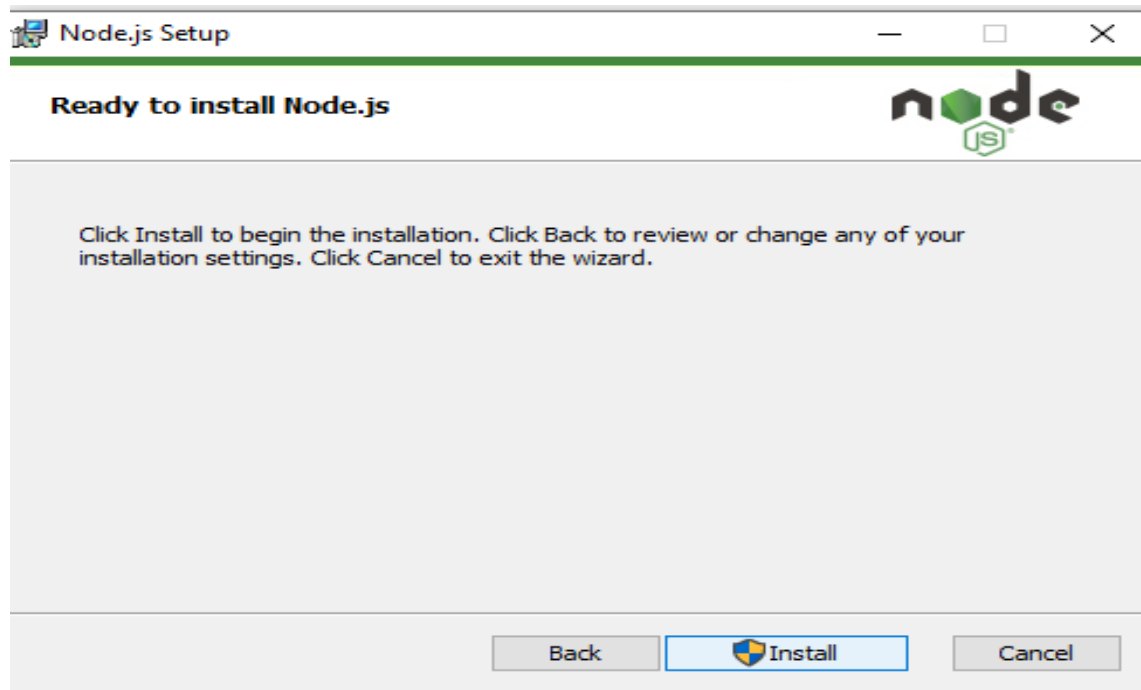 Node.js Setup
Ready to install Node.js
node
JS
Click Install to begin the installation. Click Back to review or change any of your
installation settings. Click Cancel to exit the wizard.
Back
Install
Cancel